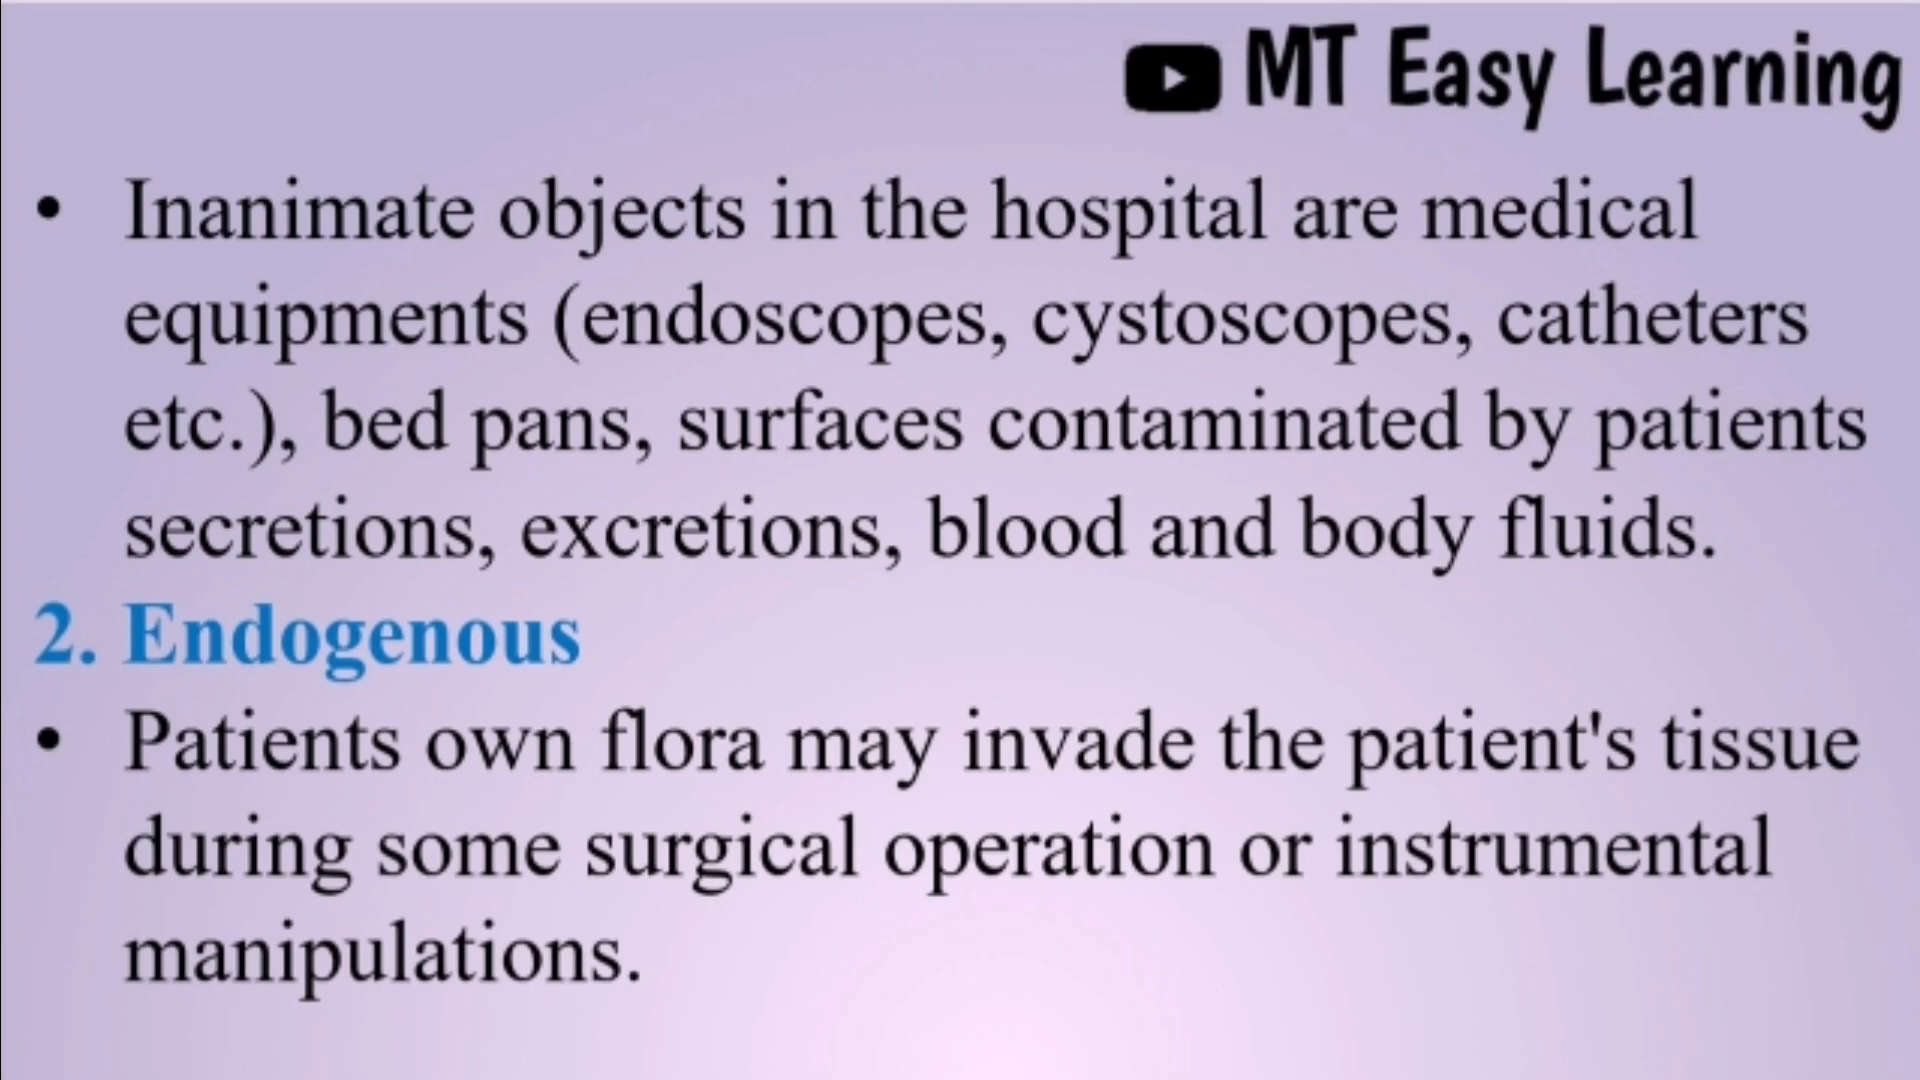 MT Easy Learning
• Inanimate objects in the hospital are medical
equipments (endoscopes, cystoscopes, catheters
etc.), bed pans, surfaces contaminated by patients
secretions, excretions, blood and body fluids.
2. Endogenous
• Patients own flora may invade the patient's tissue
during some surgical operation or instrumental
manipulations.